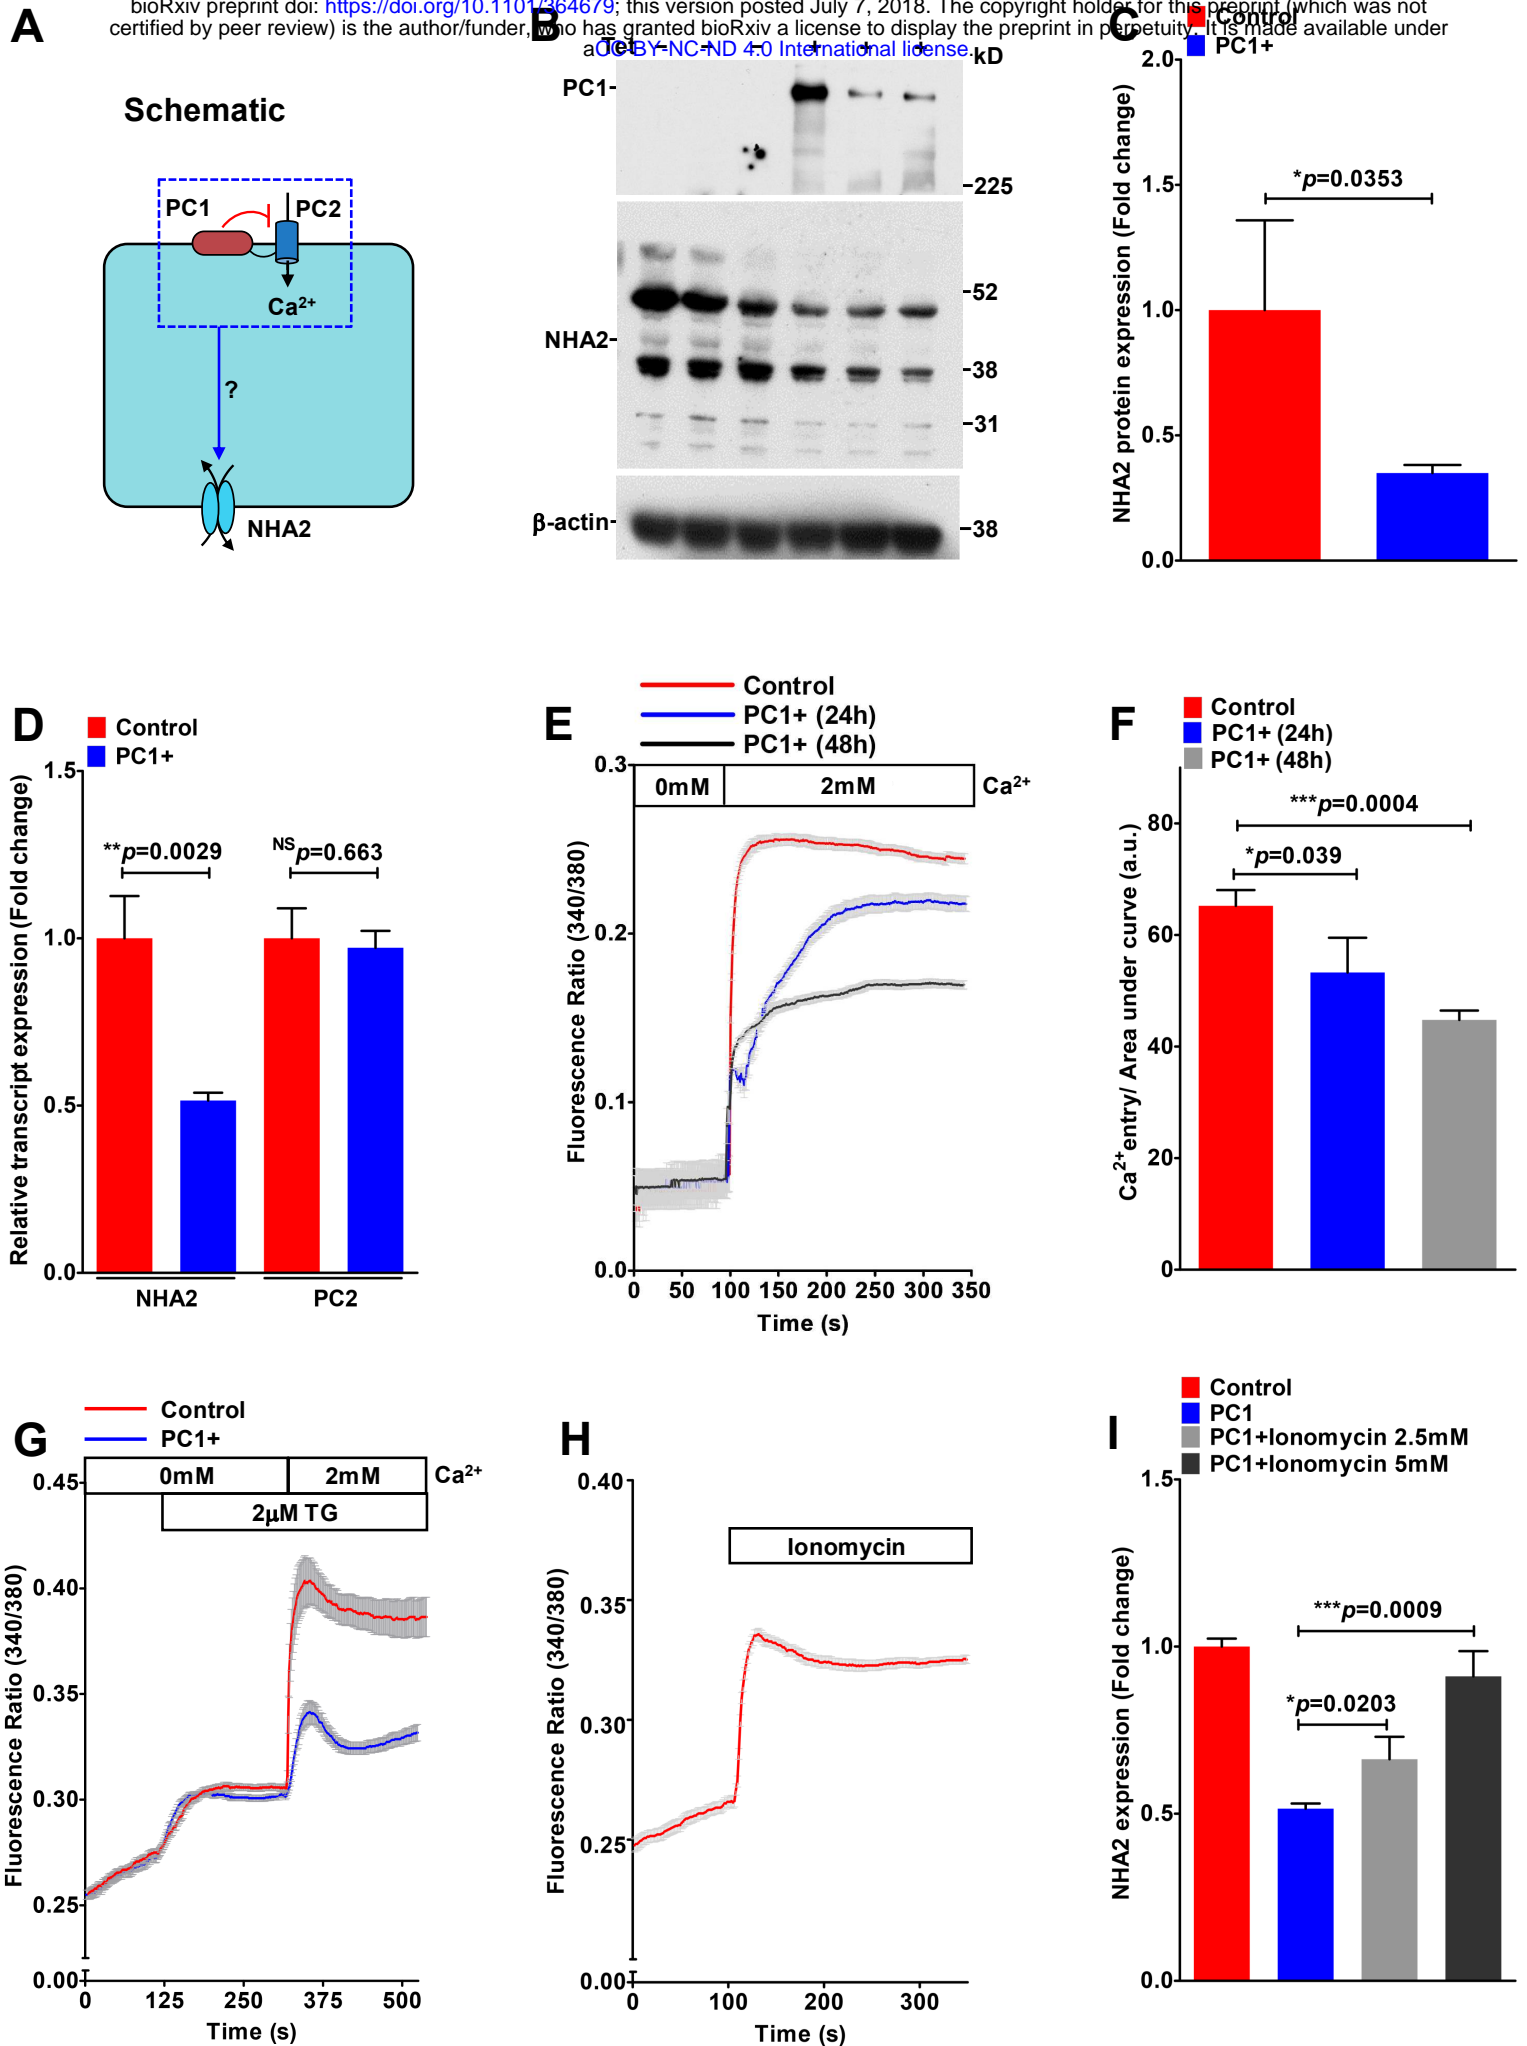 bioRxiv preprint doi: https://doi.org/10.1101/364679; this version posted July 7, 2018. The copyright holder for this preprint (which was not
certified by peer review) is the author/funder, who has granted bioRxiv a license to display the preprint in perpetuity. It is made available under
aCC-BY-NC-ND 4.0 International license.
A
Schematic
PC1
PC2
Ca2+
?
NHA2
B
Tet
− − − + + +
kD
PC1-
-225
-52
NHA2-
-38
-31
β-actin-
-38
C
Control
PC1+
NHA2 protein expression (Fold change)
2.0
1.5
1.0
0.5
0.0
*p=0.0353
D
Control
PC1+
Relative transcript expression (Fold change)
1.5
1.0
0.5
0.0
**p=0.0029
NSp=0.663
NHA2
PC2
E
Control
PC1+ (24h)
PC1+ (48h)
0mM
2mM
Ca2+
Fluorescence Ratio (340/380)
0.3
0.2
0.1
0.0
0 50 100 150 200 250 300 350
Time (s)
F
Control
PC1+ (24h)
PC1+ (48h)
Ca2+entry/ Area under curve (a.u.)
80
60
40
20
0
***p=0.0004
*p=0.039
G
Control
PC1+
0mM
2mM
Ca2+
2μM TG
Fluorescence Ratio (340/380)
0.45
0.40
0.35
0.30
0.25
0.00
0 125 250 375 500
Time (s)
H
Ionomycin
Fluorescence Ratio (340/380)
0.40
0.35
0.30
0.25
0.00
0 100 200 300
Time (s)
I
Control
PC1
PC1+Ionomycin 2.5mM
PC1+Ionomycin 5mM
NHA2 expression (Fold change)
1.5
1.0
0.5
0.0
***p=0.0009
*p=0.0203